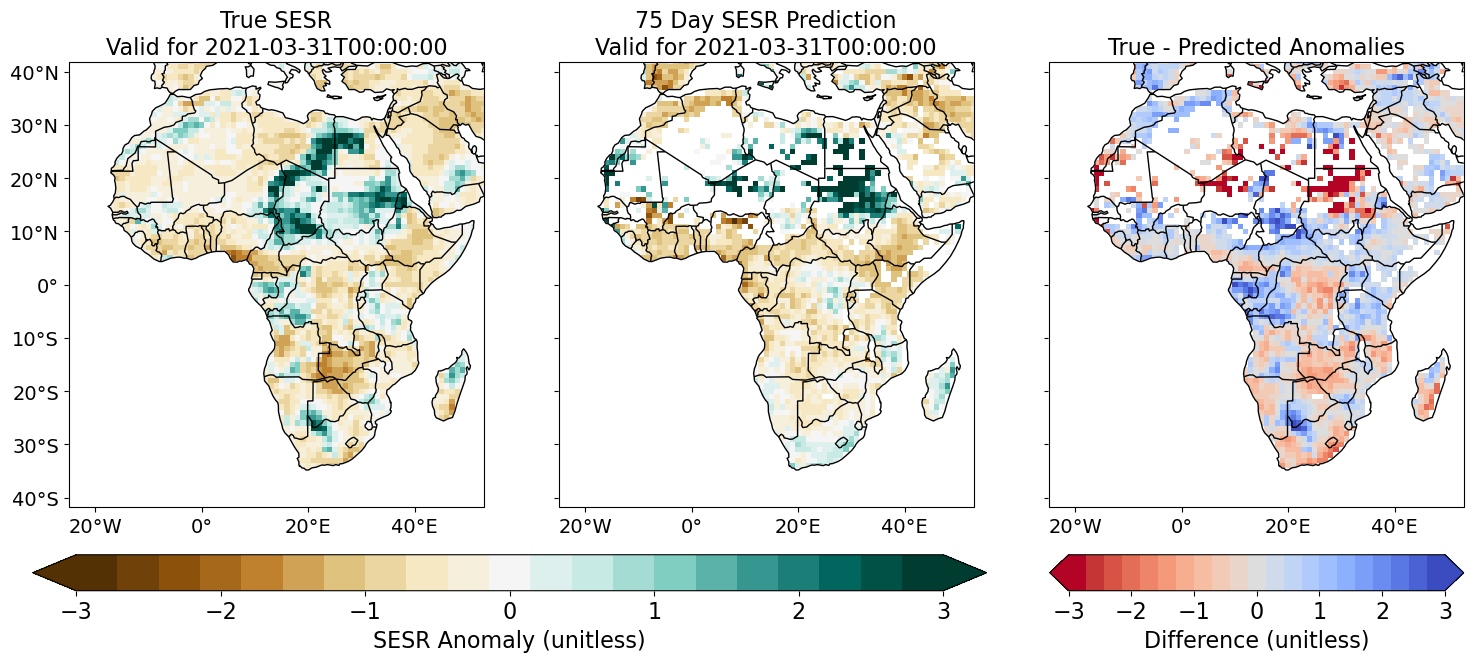 True SESR
Valid for 2021-03-31T00:00:00
75 Day SESR Prediction
Valid for 2021-03-31T00:00:00
True - Predicted Anomalies
40°N
30°N
20°N
10°N
0°
10°S
20°S
30°S
40°S
20°W 0° 20°E 40°E
20°W 0° 20°E 40°E
20°W 0° 20°E 40°E
−3 −2 −1 0 1 2 3
SESR Anomaly (unitless)
−3 −2 −1 0 1 2 3
Difference (unitless)